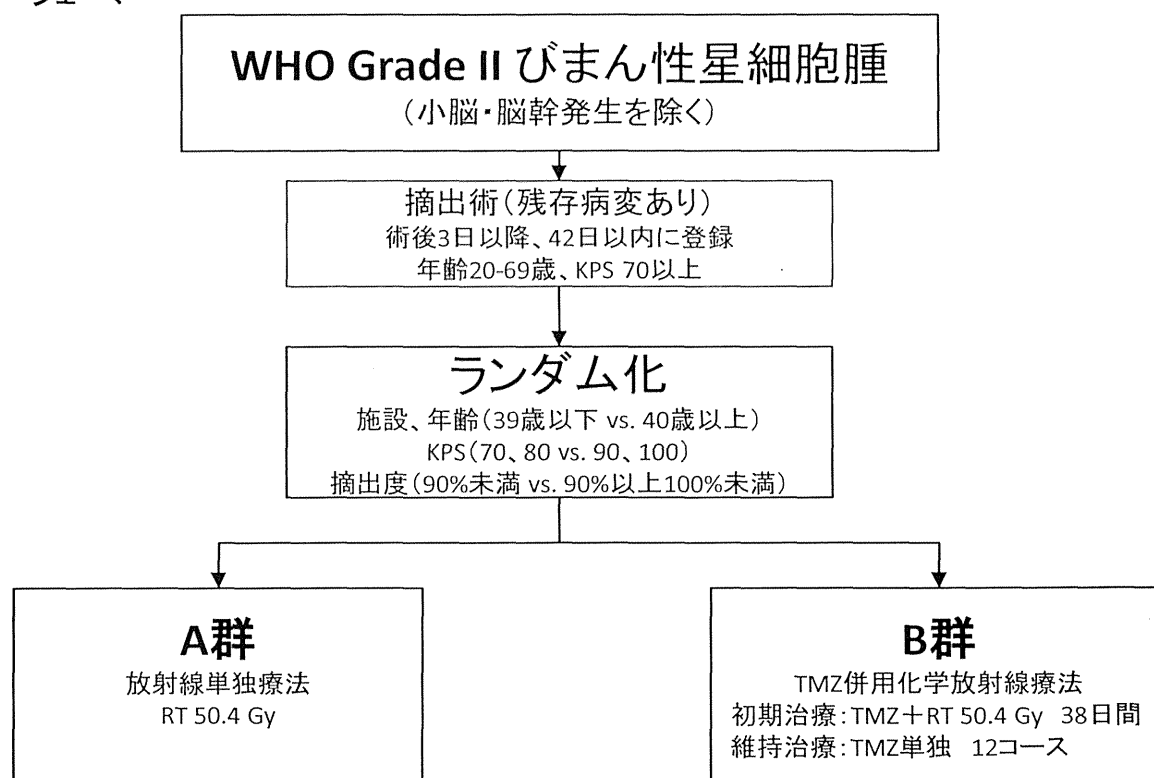 WHO Grade II びまん性星細胞腫
（小脳・脳幹発生を除く）
摘出術（残存病変あり）
術後3日以降、42日以内に登録
年齢20-69歳、KPS 70以上
ランダム化
施設、年齢（39歳以下 vs. 40歳以上）
KPS（70、80 vs. 90、100）
摘出度（90%未満 vs. 90%以上100%未満）
A群
放射線単独療法
RT 50.4 Gy
B群
TMZ併用化学放射線療法
初期治療：TMZ＋RT 50.4 Gy 38日間
維持治療：TMZ単独 12コース